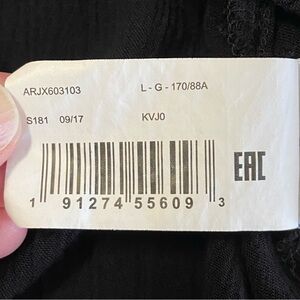 ARJX603103 L - G - 170/88A
S181 09/17 KVJ0
EAC
1 91274 55609 3